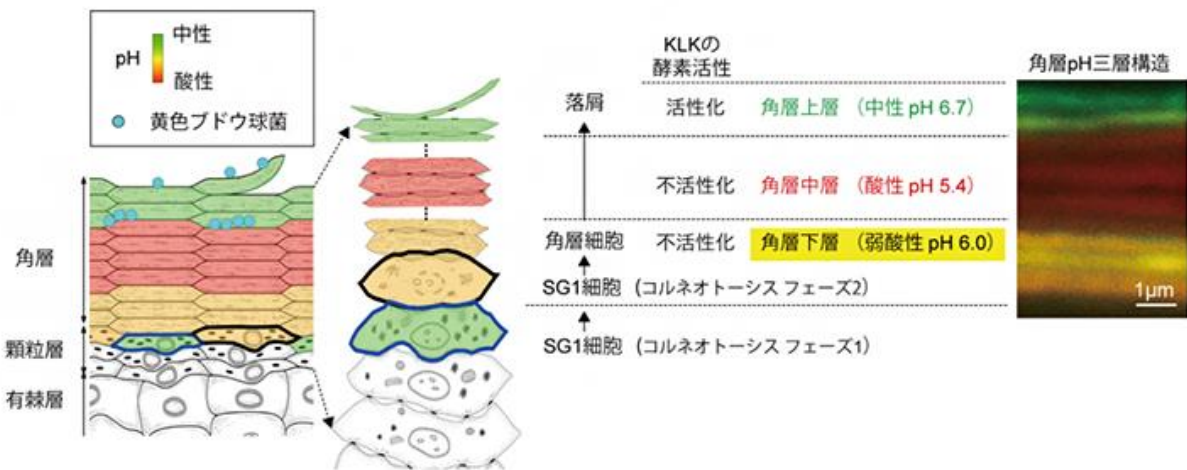 中性
pH
酸性
黄色ブドウ球菌
角層
顆粒層
有棘層
KLKの
酵素活性
落屑
活性化
角層上層 (中性 pH 6.7)
不活性化
角層中層 (酸性 pH 5.4)
角層細胞
不活性化
角層下層 (弱酸性 pH 6.0)
SG1細胞 (コルネオトーシス フェーズ2)
SG1細胞 (コルネオトーシス フェーズ1)
角層pH三層構造
1μm